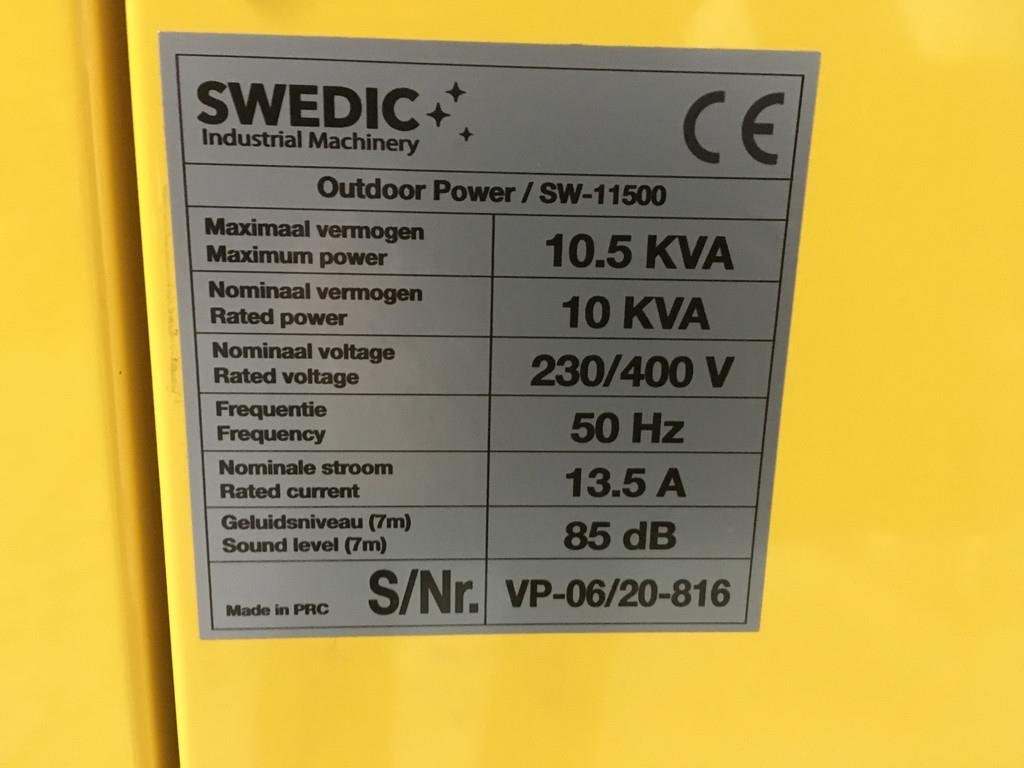 SWEDIC
Industrial Machinery
CE
Outdoor Power / SW-11500
Maximaal vermogen
Maximum power
10.5 KVA
Nominaal vermogen
Rated power
10 KVA
Nominaal voltage
Rated voltage
230/400 V
Frequentie
Frequency
50 Hz
Nominale stroom
Rated current
13.5 A
Geluidsniveau (7m)
Sound level (7m)
85 dB
Made in PRC S/Nr. VP-06/20-816